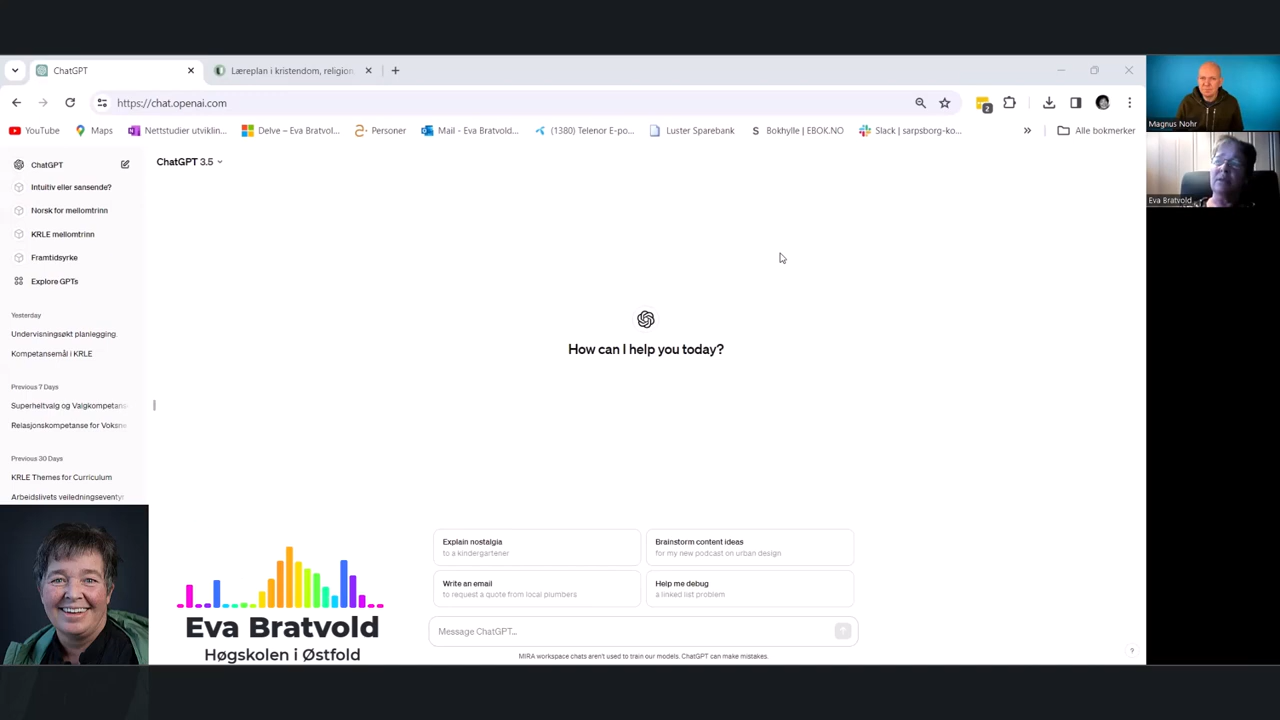 ChatGPT
Læreplan i kristendom, religion,
https://chat.openai.com
2
YouTube
Maps
Nettstudier utviklin...
Delve – Eva Bratvol...
Personer
Mail - Eva Bratvold...
(1380) Telenor E-po...
Luster Sparebank
Bokhylle | EBOK.NO
Slack | sarpsborg-ko...
»
Alle bokmerker
Magnus Nohr
Eva Bratvold
ChatGPT
Intuitiv eller sansende?
Norsk for mellomtrinn
KRLE mellomtrinn
Framtidsyrke
Explore GPTs
Yesterday
Undervisningsøkt planlegging.
Kompetansemål i KRLE
Previous 7 Days
Superheltvalg og Valgkompetans
Relasjonskompetanse for Voksne
Previous 30 Days
KRLE Themes for Curriculum
Arbeidslivets veiledningseventyr
ChatGPT 3.5
How can I help you today?
Explain nostalgia
to a kindergartener
Brainstorm content ideas
for my new podcast on urban design
Write an email
to request a quote from local plumbers
Help me debug
a linked list problem
Message ChatGPT...
MIRA workspace chats aren't used to train our models. ChatGPT can make mistakes.
?
Eva Bratvold
Høgskolen i Østfold